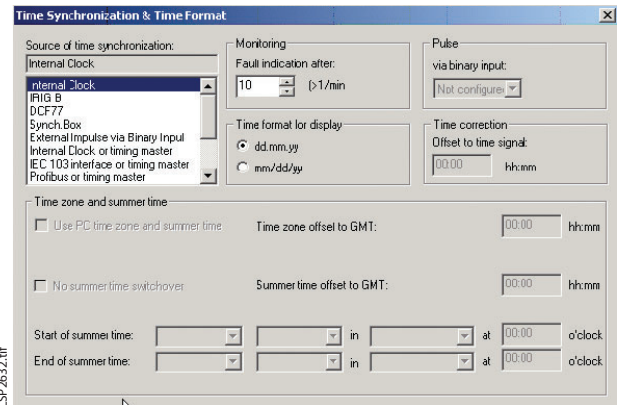 Time Synchronization & Time Format
Source of time synchronization:
Internal Clock
Internal Clock
IRIG B
DCF77
Synch.Box
External Impulse via Binary Input
Internal Clock or timing master
IEC 103 interface or timing master
Profibus or timing master
Monitoring
Fault indication after:
10 (>1/min
Pulse
via binary input:
Not configured
Time format for display
dd.mm.yy
mm/dd/yy
Time correction
Offset to time signal:
00:00 hh:mm
Time zone and summer time
Use PC time zone and summer time
Time zone offset to GMT: 00:00 hh:mm
No summer time switchover
Summer time offset to GMT: 00:00 hh:mm
Start of summer time: in at 00:00 o'clock
End of summer time: in at 00:00 o'clock
LSP2632.tif